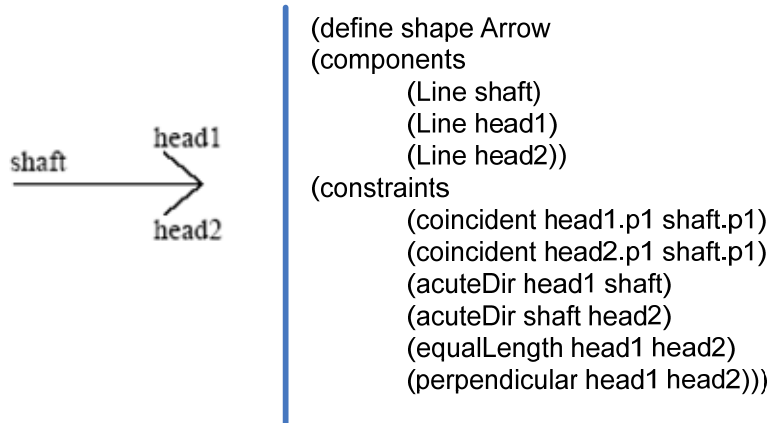 head1
shaft
head2
(define shape Arrow
(components
(Line shaft)
(Line head1)
(Line head2))
(constraints
(coincident head1.p1 shaft.p1)
(coincident head2.p1 shaft.p1)
(acuteDir head1 shaft)
(acuteDir shaft head2)
(equalLength head1 head2)
(perpendicular head1 head2)))